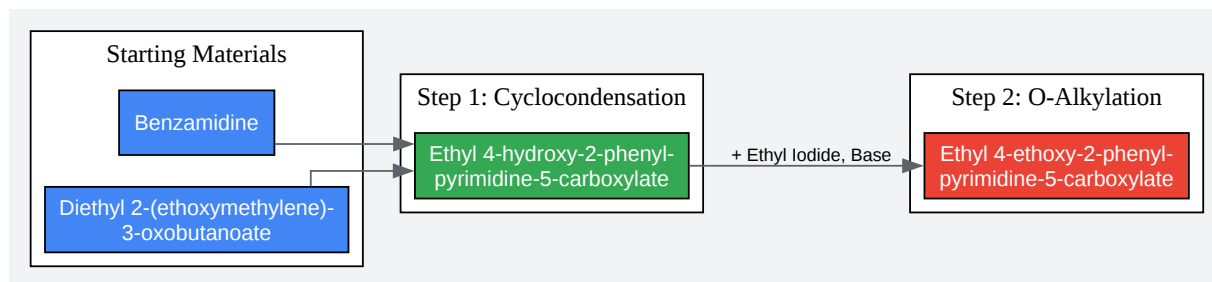 Starting Materials
Benzamidine
Diethyl 2-(ethoxymethylene)-
3-oxobutanoate
Step 1: Cyclocondensation
Ethyl 4-hydroxy-2-phenyl-
pyrimidine-5-carboxylate
+ Ethyl Iodide, Base
Step 2: O-Alkylation
Ethyl 4-ethoxy-2-phenyl-
pyrimidine-5-carboxylate